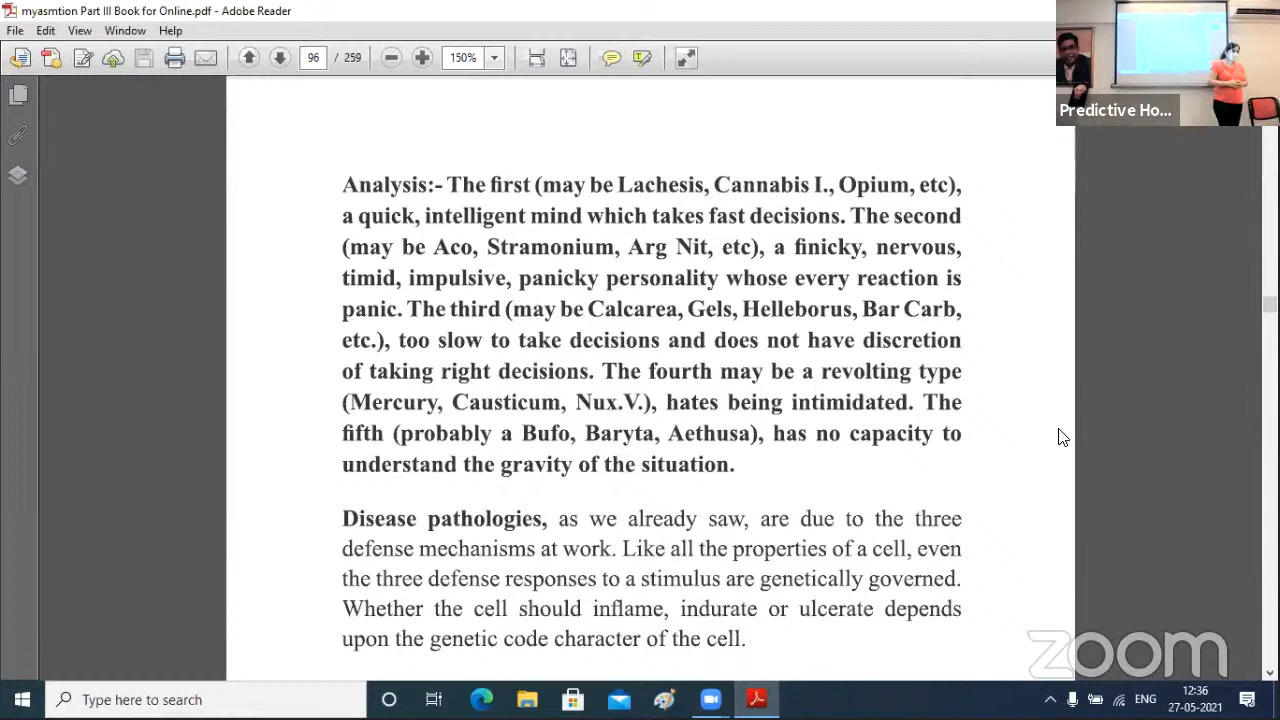 myasmtion Part III Book for Online.pdf - Adobe Reader
File Edit View Window Help
96 / 259 150%
Predictive Ho...
Analysis:- The first (may be Lachesis, Cannabis I., Opium, etc),
a quick, intelligent mind which takes fast decisions. The second
(may be Aco, Stramonium, Arg Nit, etc), a finicky, nervous,
timid, impulsive, panicky personality whose every reaction is
panic. The third (may be Calcarea, Gels, Helleborus, Bar Carb,
etc.), too slow to take decisions and does not have discretion
of taking right decisions. The fourth may be a revolting type
(Mercury, Causticum, Nux.V.), hates being intimidated. The
fifth (probably a Bufo, Baryta, Aethusa), has no capacity to
understand the gravity of the situation.
Disease pathologies, as we already saw, are due to the three
defense mechanisms at work. Like all the properties of a cell, even
the three defense responses to a stimulus are genetically governed.
Whether the cell should inflame, indurate or ulcerate depends
upon the genetic code character of the cell.
zoom
Type here to search
ENG
12:36
27-05-2021